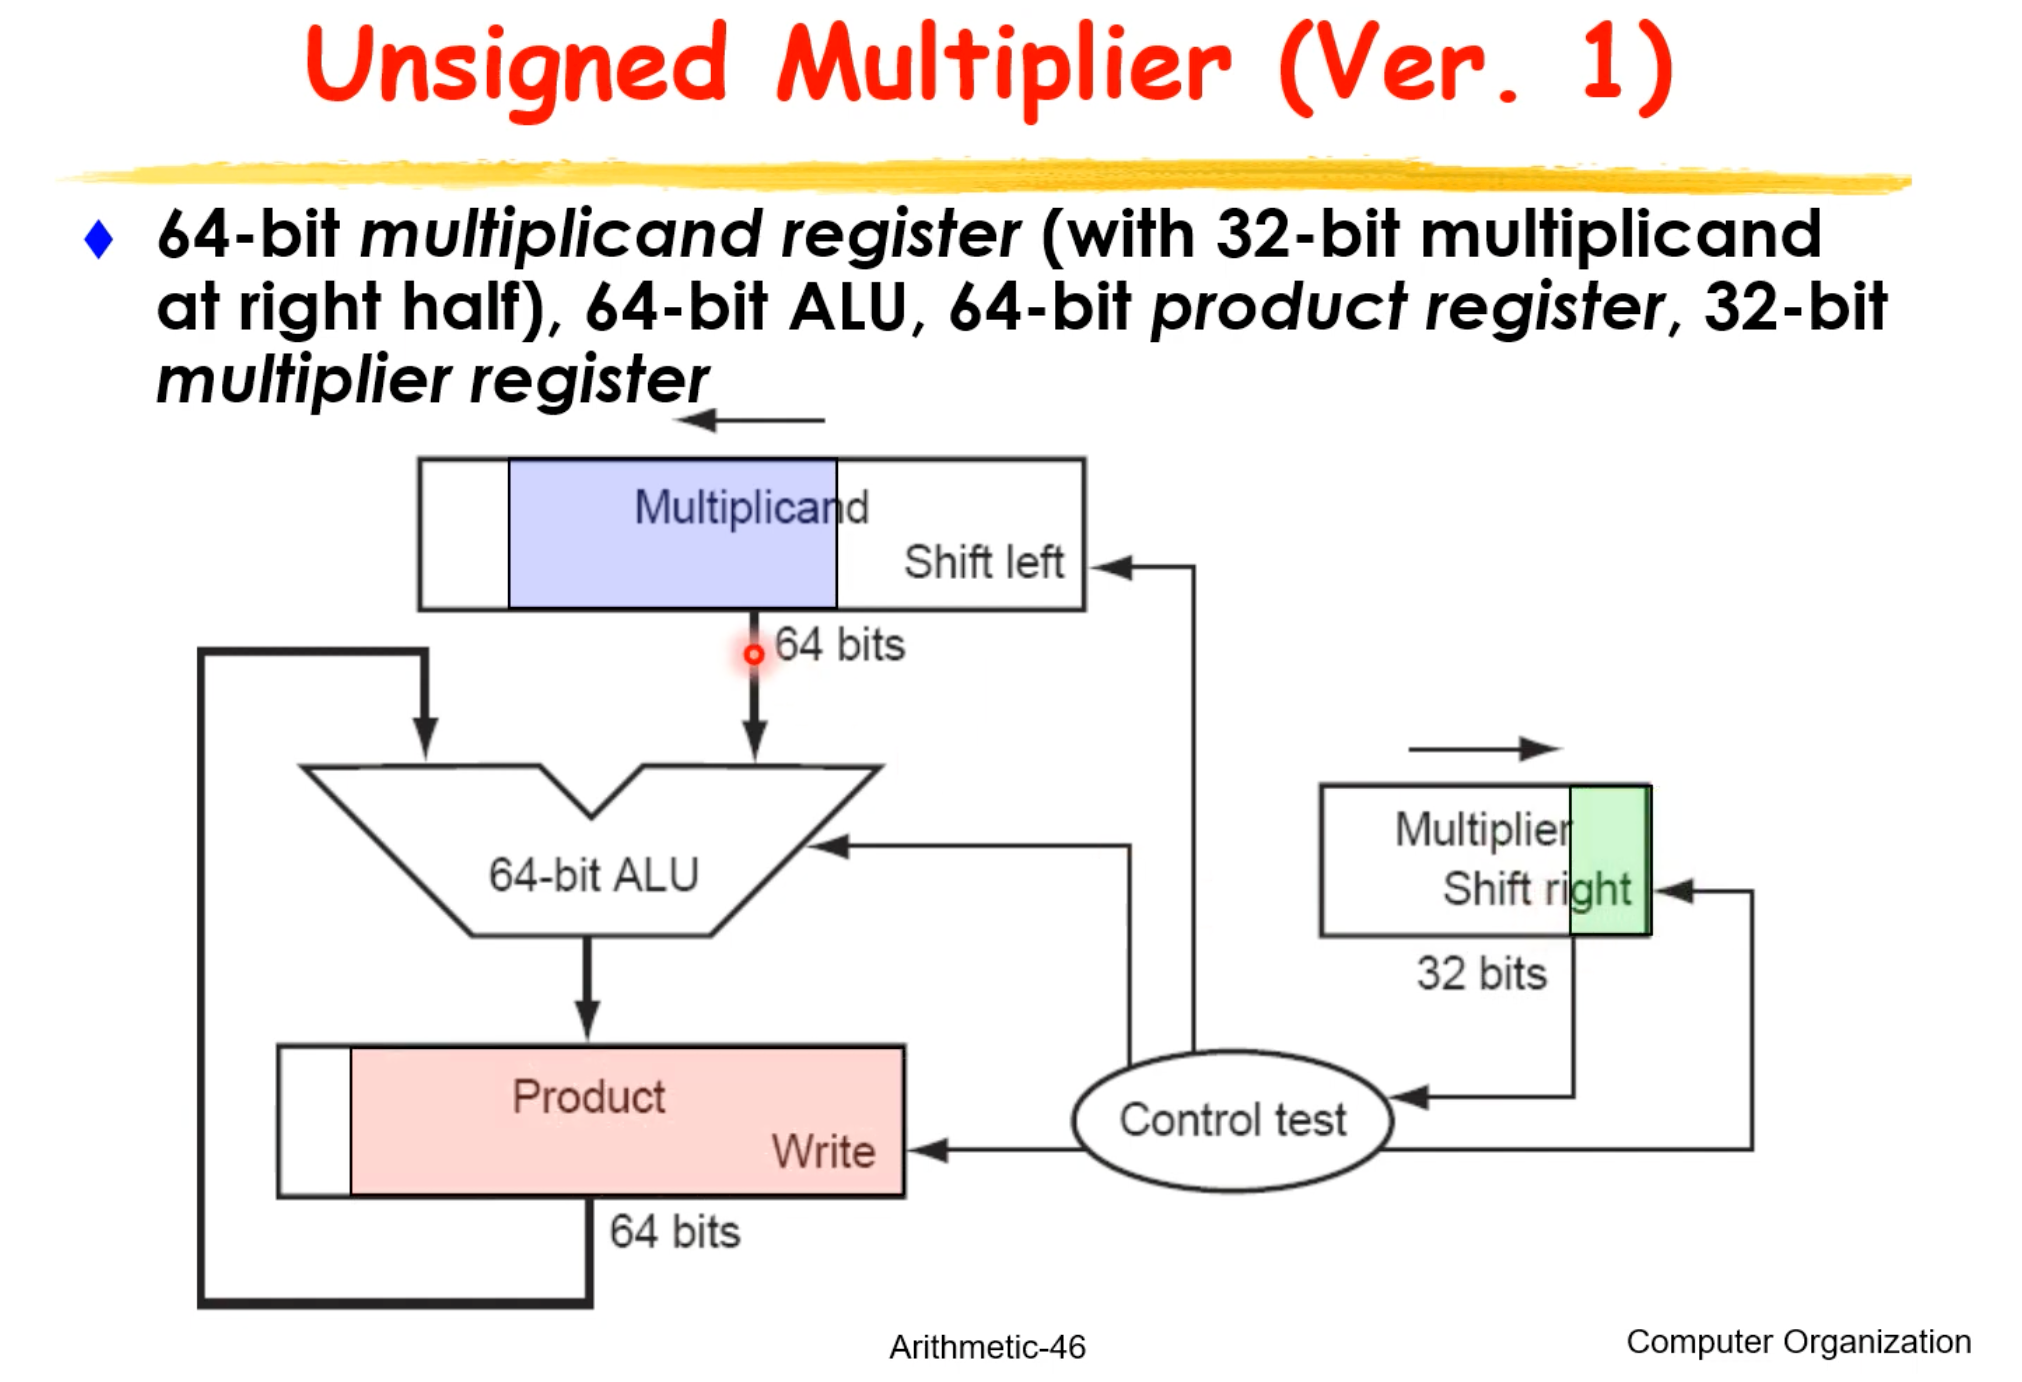 Unsigned Multiplier (Ver. 1)
64-bit multiplicand register (with 32-bit multiplicand
at right half), 64-bit ALU, 64-bit product register, 32-bit
multiplier register
Multiplicand
Shift left
64 bits
64-bit ALU
Multiplier
Shift right
32 bits
Product
Write
Control test
64 bits
Arithmetic-46
Computer Organization